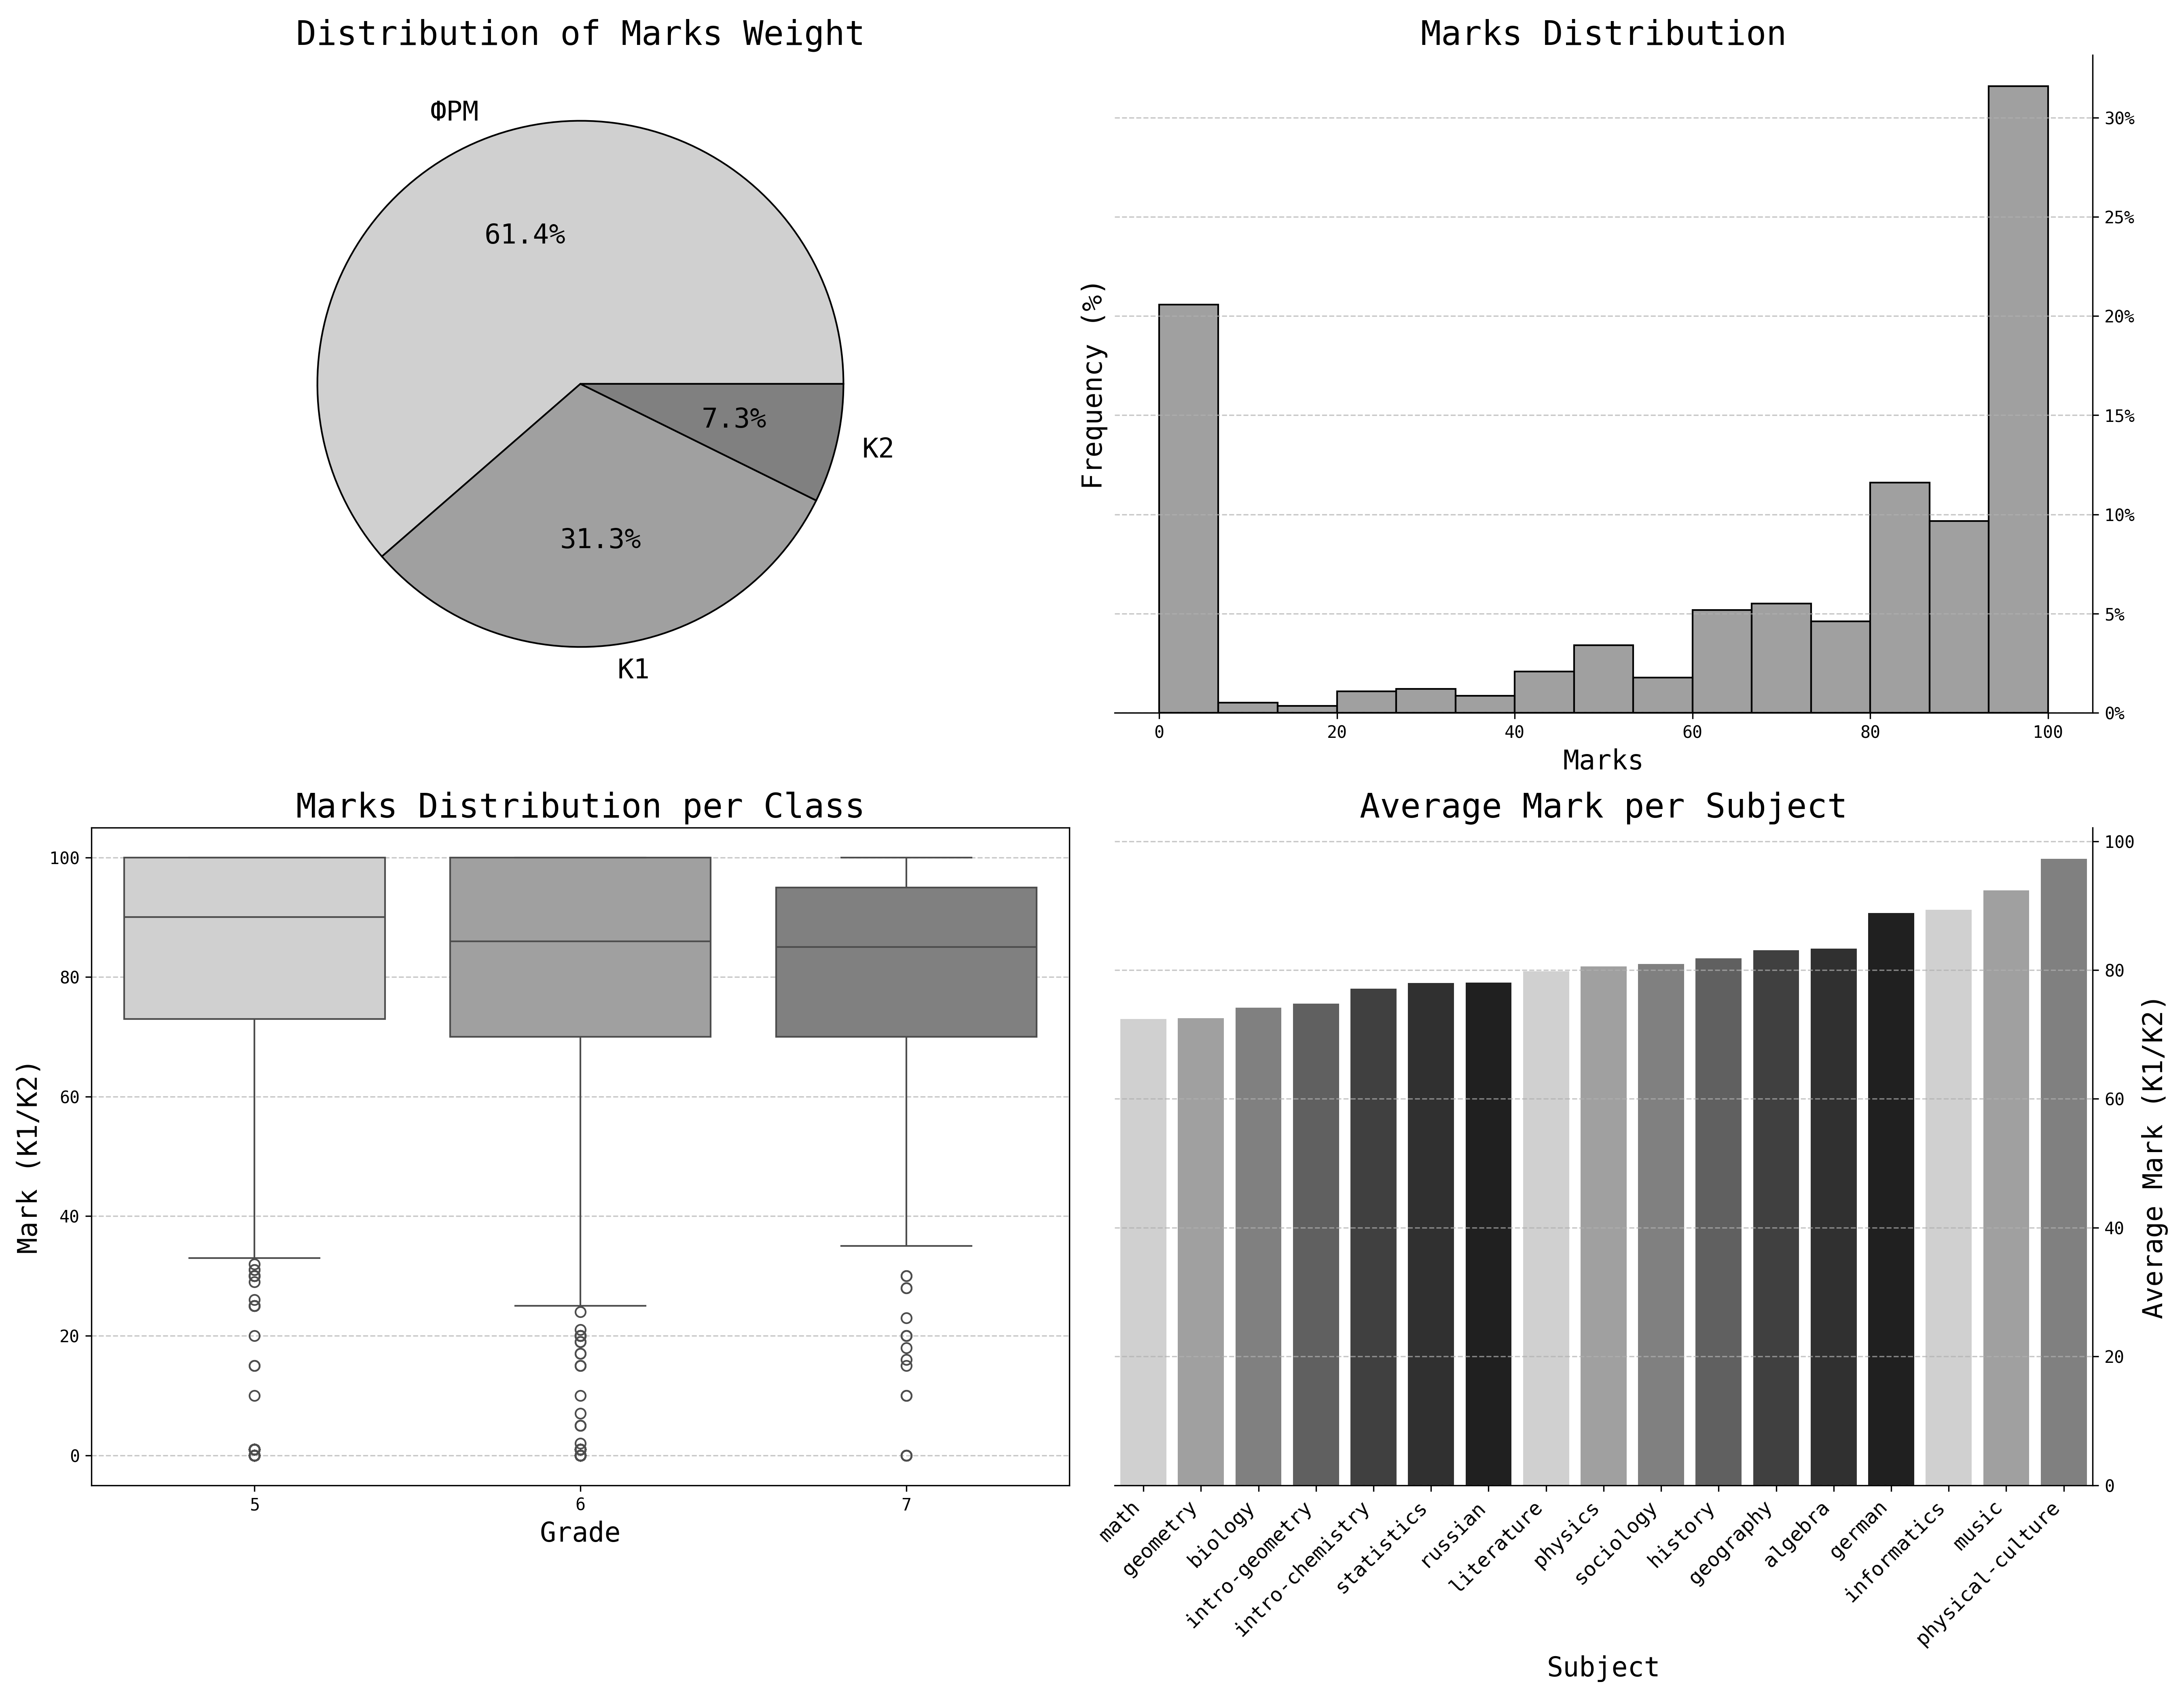 Distribution of Marks Weight
ФРМ
61.4%
7.3%
K2
31.3%
K1
Marks Distribution
Frequency (%)
30%
25%
20%
15%
10%
5%
0%
0 20 40 60 80 100
Marks
Marks Distribution per Class
Mark (K1/K2)
100
80
60
40
20
0
5 6 7
Grade
Average Mark per Subject
100
80
60
40
20
0
Average Mark (K1/K2)
math
geometry
biology
intro-geometry
intro-chemistry
statistics
russian
literature
physics
sociology
history
geography
algebra
german
informatics
music
physical-culture
Subject